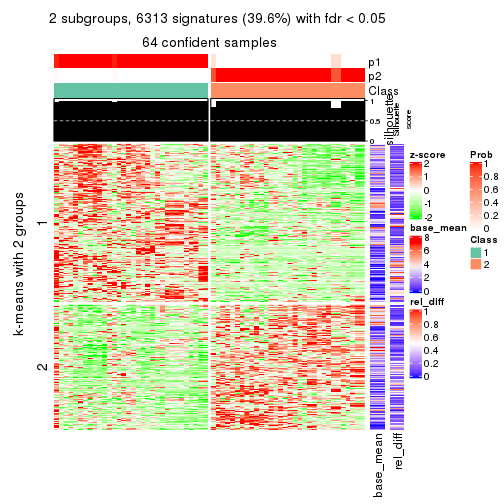 2 subgroups, 6313 signatures (39.6%) with fdr < 0.05
64 confident samples
p1
p2
Class
1
0.5
0
silhouette
Silhouette
score
k-means with 2 groups
1
2
base_mean
rel_diff
z-score
2
1
0
-1
-2
base_mean
8
6
4
2
0
rel_diff
1
0.8
0.6
0.4
0.2
0
Prob
1
0.8
0.6
0.4
0.2
0
Class
1
2